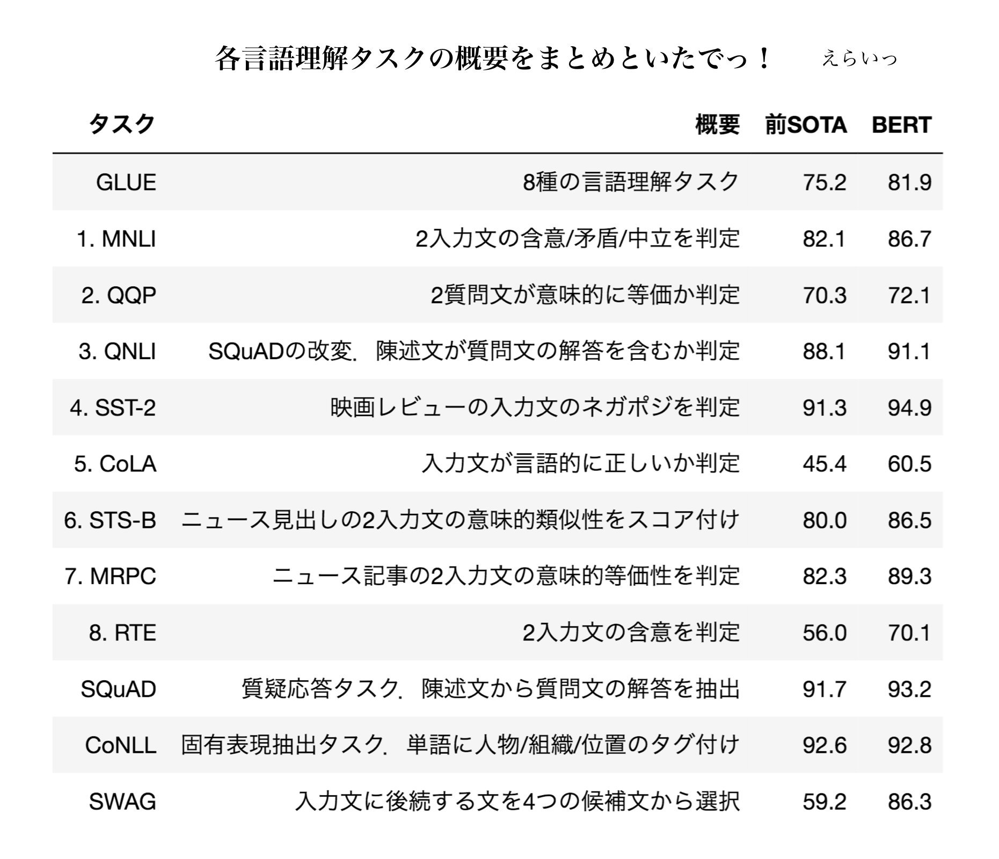 各言語理解タスクの概要をまとめといたでっ！ えらいっ
タスク 概要 前SOTA BERT
GLUE 8種の言語理解タスク 75.2 81.9
1. MNLI 2入力文の含意/矛盾/中立を判定 82.1 86.7
2. QQP 2質問文が意味的に等価か判定 70.3 72.1
3. QNLI SQuADの改変．陳述文が質問文の解答を含むか判定 88.1 91.1
4. SST-2 映画レビューの入力文のネガポジを判定 91.3 94.9
5. CoLA 入力文が言語的に正しいか判定 45.4 60.5
6. STS-B ニュース見出しの2入力文の意味的類似性をスコア付け 80.0 86.5
7. MRPC ニュース記事の2入力文の意味的等価性を判定 82.3 89.3
8. RTE 2入力文の含意を判定 56.0 70.1
SQuAD 質疑応答タスク．陳述文から質問文の解答を抽出 91.7 93.2
CoNLL 固有表現抽出タスク．単語に人物/組織/位置のタグ付け 92.6 92.8
SWAG 入力文に後続する文を4つの候補文から選択 59.2 86.3